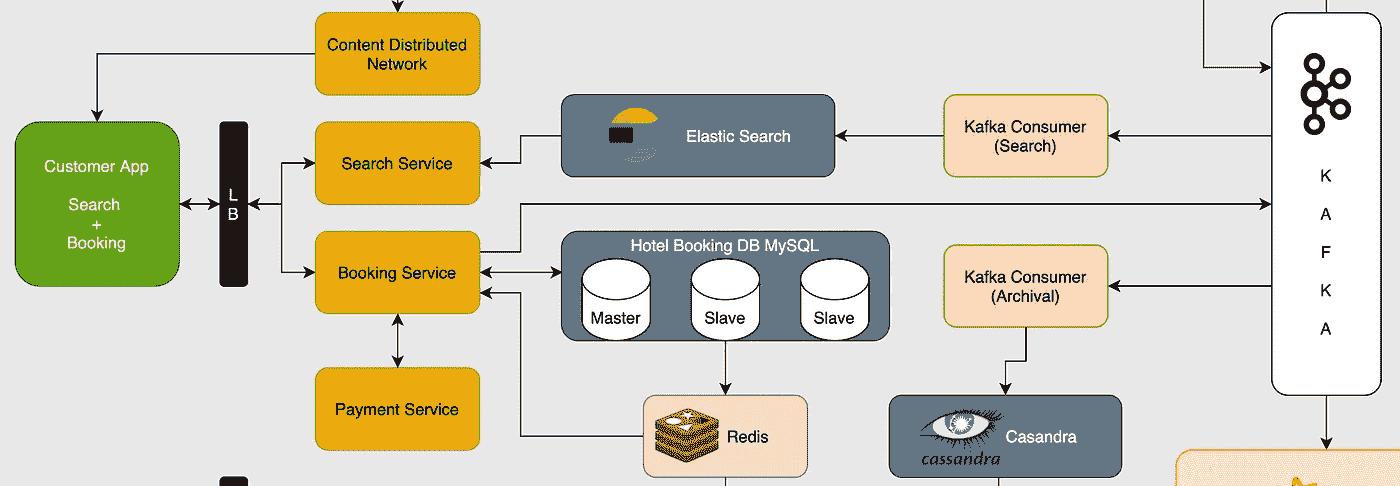 Content Distributed
Network
Customer App
Search
+
Booking
L
B
Search Service
Elastic Search
Kafka Consumer
(Search)
K
A
F
K
A
Booking Service
Hotel Booking DB MySQL
Master
Slave
Slave
Kafka Consumer
(Archival)
Payment Service
Redis
cassandra
Casandra